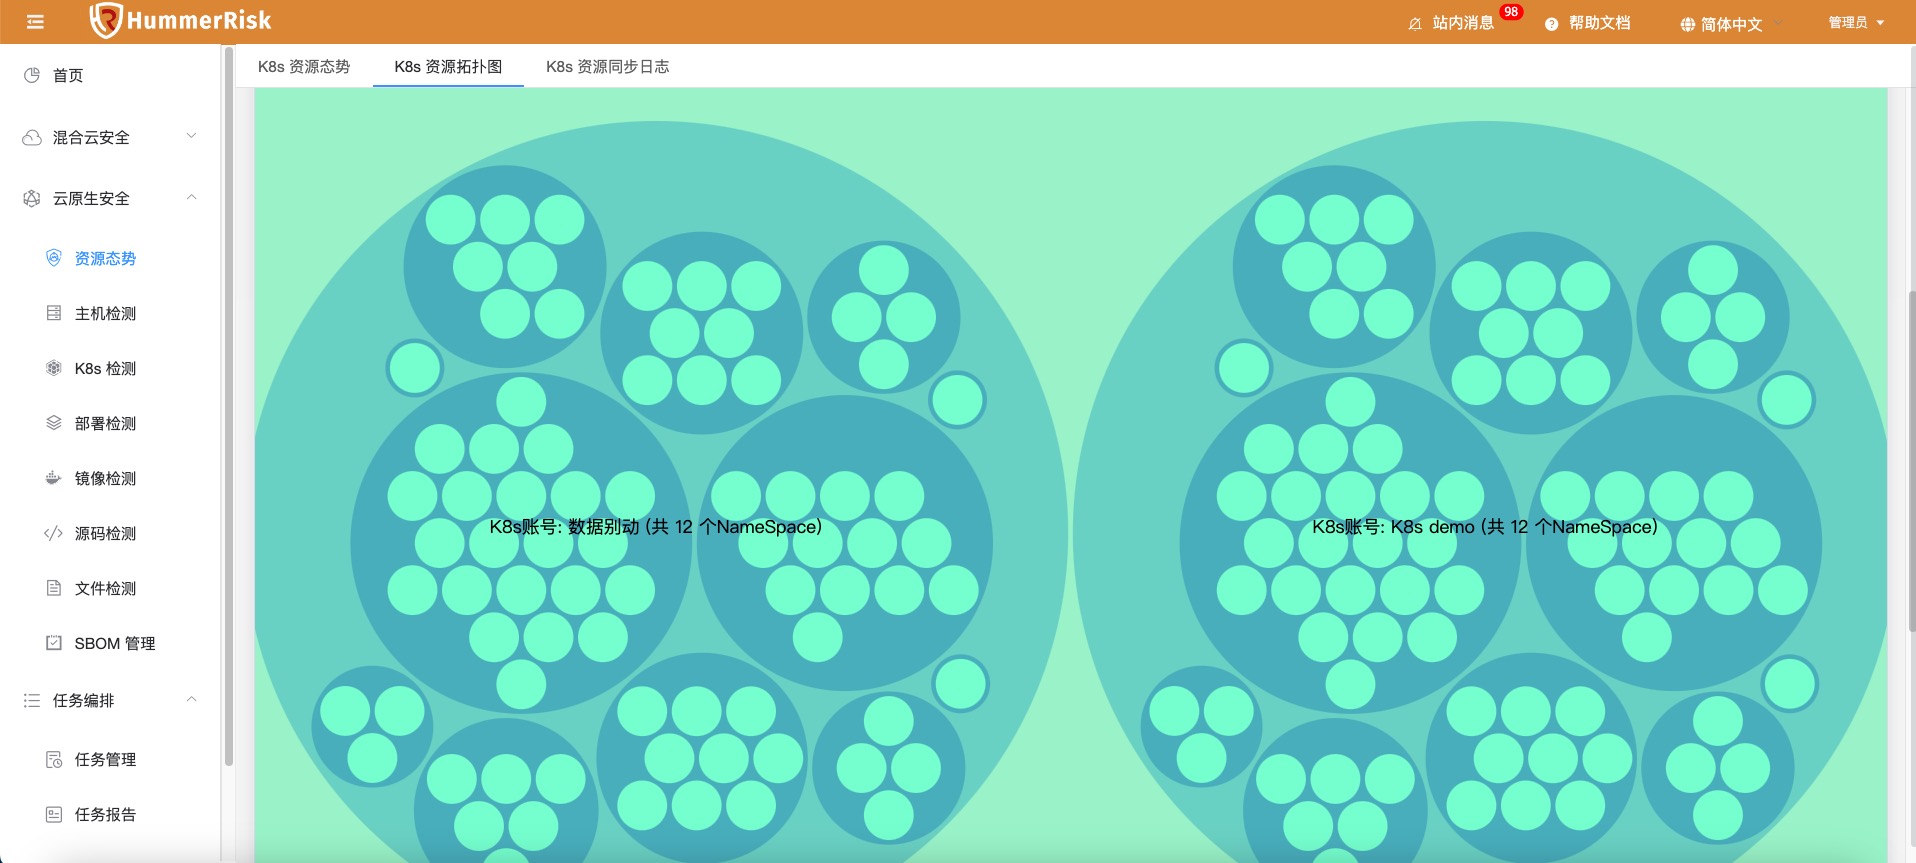 HummerRisk
站内消息
98
帮助文档
简体中文
管理员
首页
混合云安全
云原生安全
资源态势
主机检测
K8s 检测
部署检测
镜像检测
源码检测
文件检测
SBOM 管理
任务编排
任务管理
任务报告
K8s 资源态势
K8s 资源拓扑图
K8s 资源同步日志
K8s账号: 数据别动 (共 12 个NameSpace)
K8s账号: K8s demo (共 12 个NameSpace)